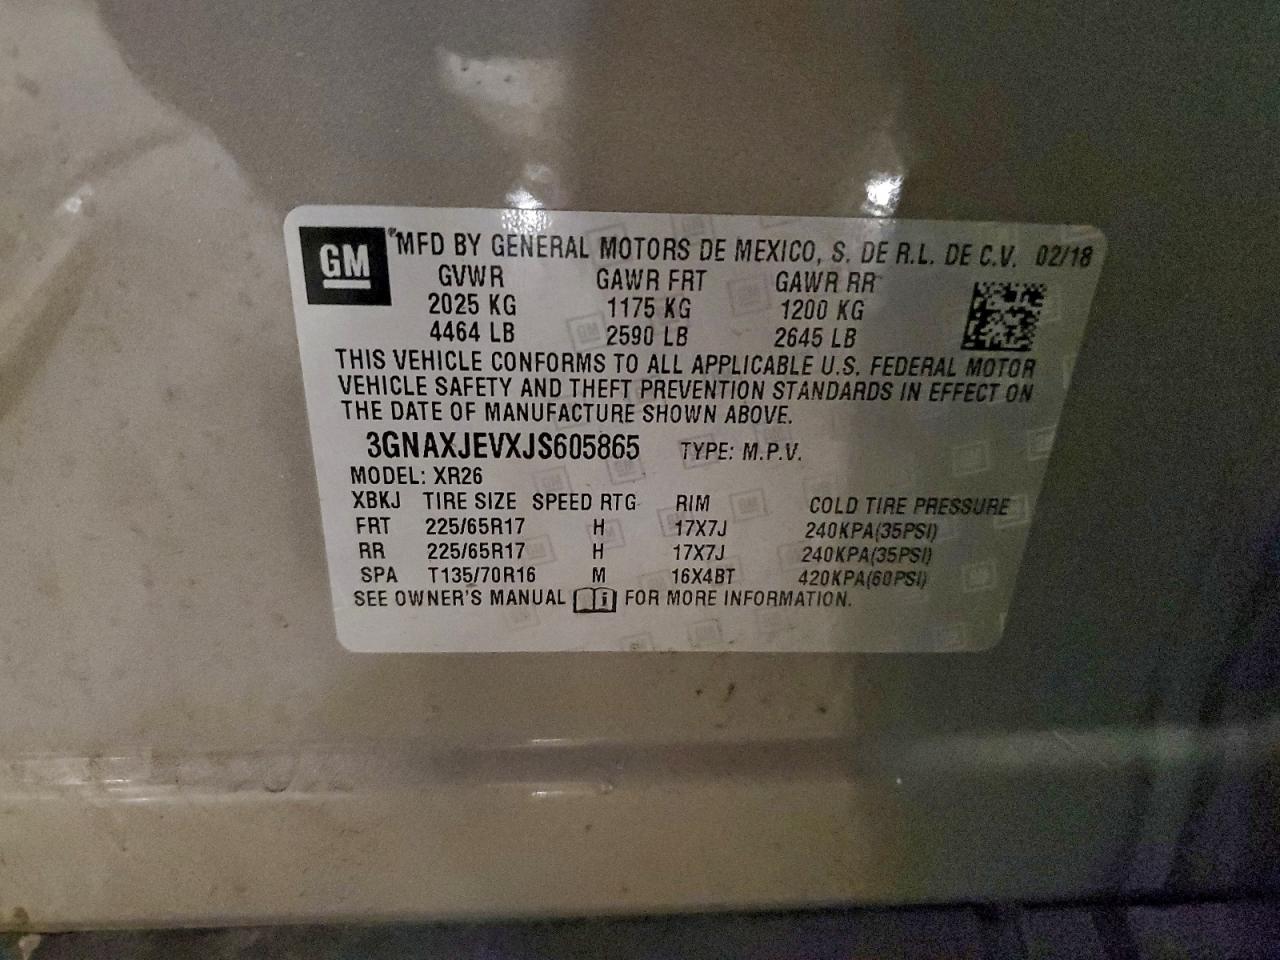 GM
MFD BY GENERAL MOTORS DE MEXICO, S. DE R.L. DE C.V. 02/18
GVWR GAWR FRT GAWR RR
2025 KG 1175 KG 1200 KG
4464 LB 2590 LB 2645 LB
THIS VEHICLE CONFORMS TO ALL APPLICABLE U.S. FEDERAL MOTOR
VEHICLE SAFETY AND THEFT PREVENTION STANDARDS IN EFFECT ON
THE DATE OF MANUFACTURE SHOWN ABOVE.
3GNAXJEVXJS605865 TYPE: M.P.V.
MODEL: XR26
XBKJ TIRE SIZE SPEED RTG RIM COLD TIRE PRESSURE
FRT 225/65R17 H 17X7J 240KPA(35PSI)
RR 225/65R17 H 17X7J 240KPA(35PSI)
SPA T135/70R16 M 16X4BT 420KPA(60PSI)
SEE OWNER'S MANUAL i FOR MORE INFORMATION.